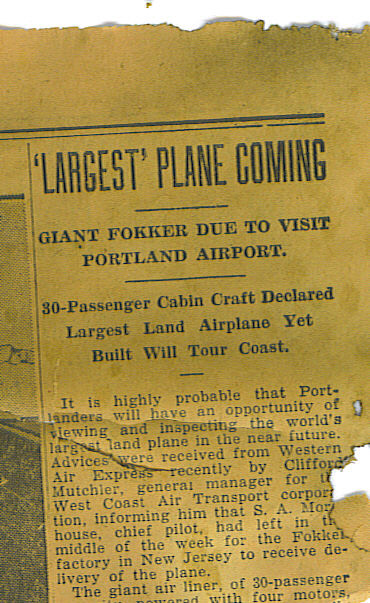 'LARGEST' PLANE COMING
GIANT FOKKER DUE TO VISIT
PORTLAND AIRPORT.
30-Passenger Cabin Craft Declared
Largest Land Airplane Yet
Built Will Tour Coast.
It is highly probable that Port-
landers will have an opportunity of
viewing and inspecting the world's
largest land plane in the near future.
Advices were received from Western
Air Express recently by Clifford
Mutchler, general manager for
West Coast Air Transport corpor
tion, informing him that S. A. Mor
house, chief pilot, had left in
middle of the week for the Fokker
factory in New Jersey to receive de-
livery of the plane.
The giant air liner, of 30-passenger
powered with four motors,